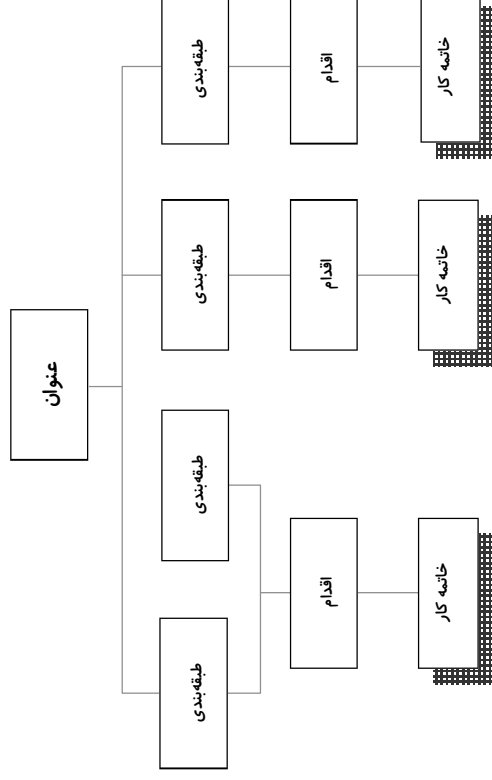 عنوان
طبقه‌بندی
طبقه‌بندی
طبقه‌بندی
طبقه‌بندی
اقدام
اقدام
اقدام
خاتمه کار
خاتمه کار
خاتمه کار